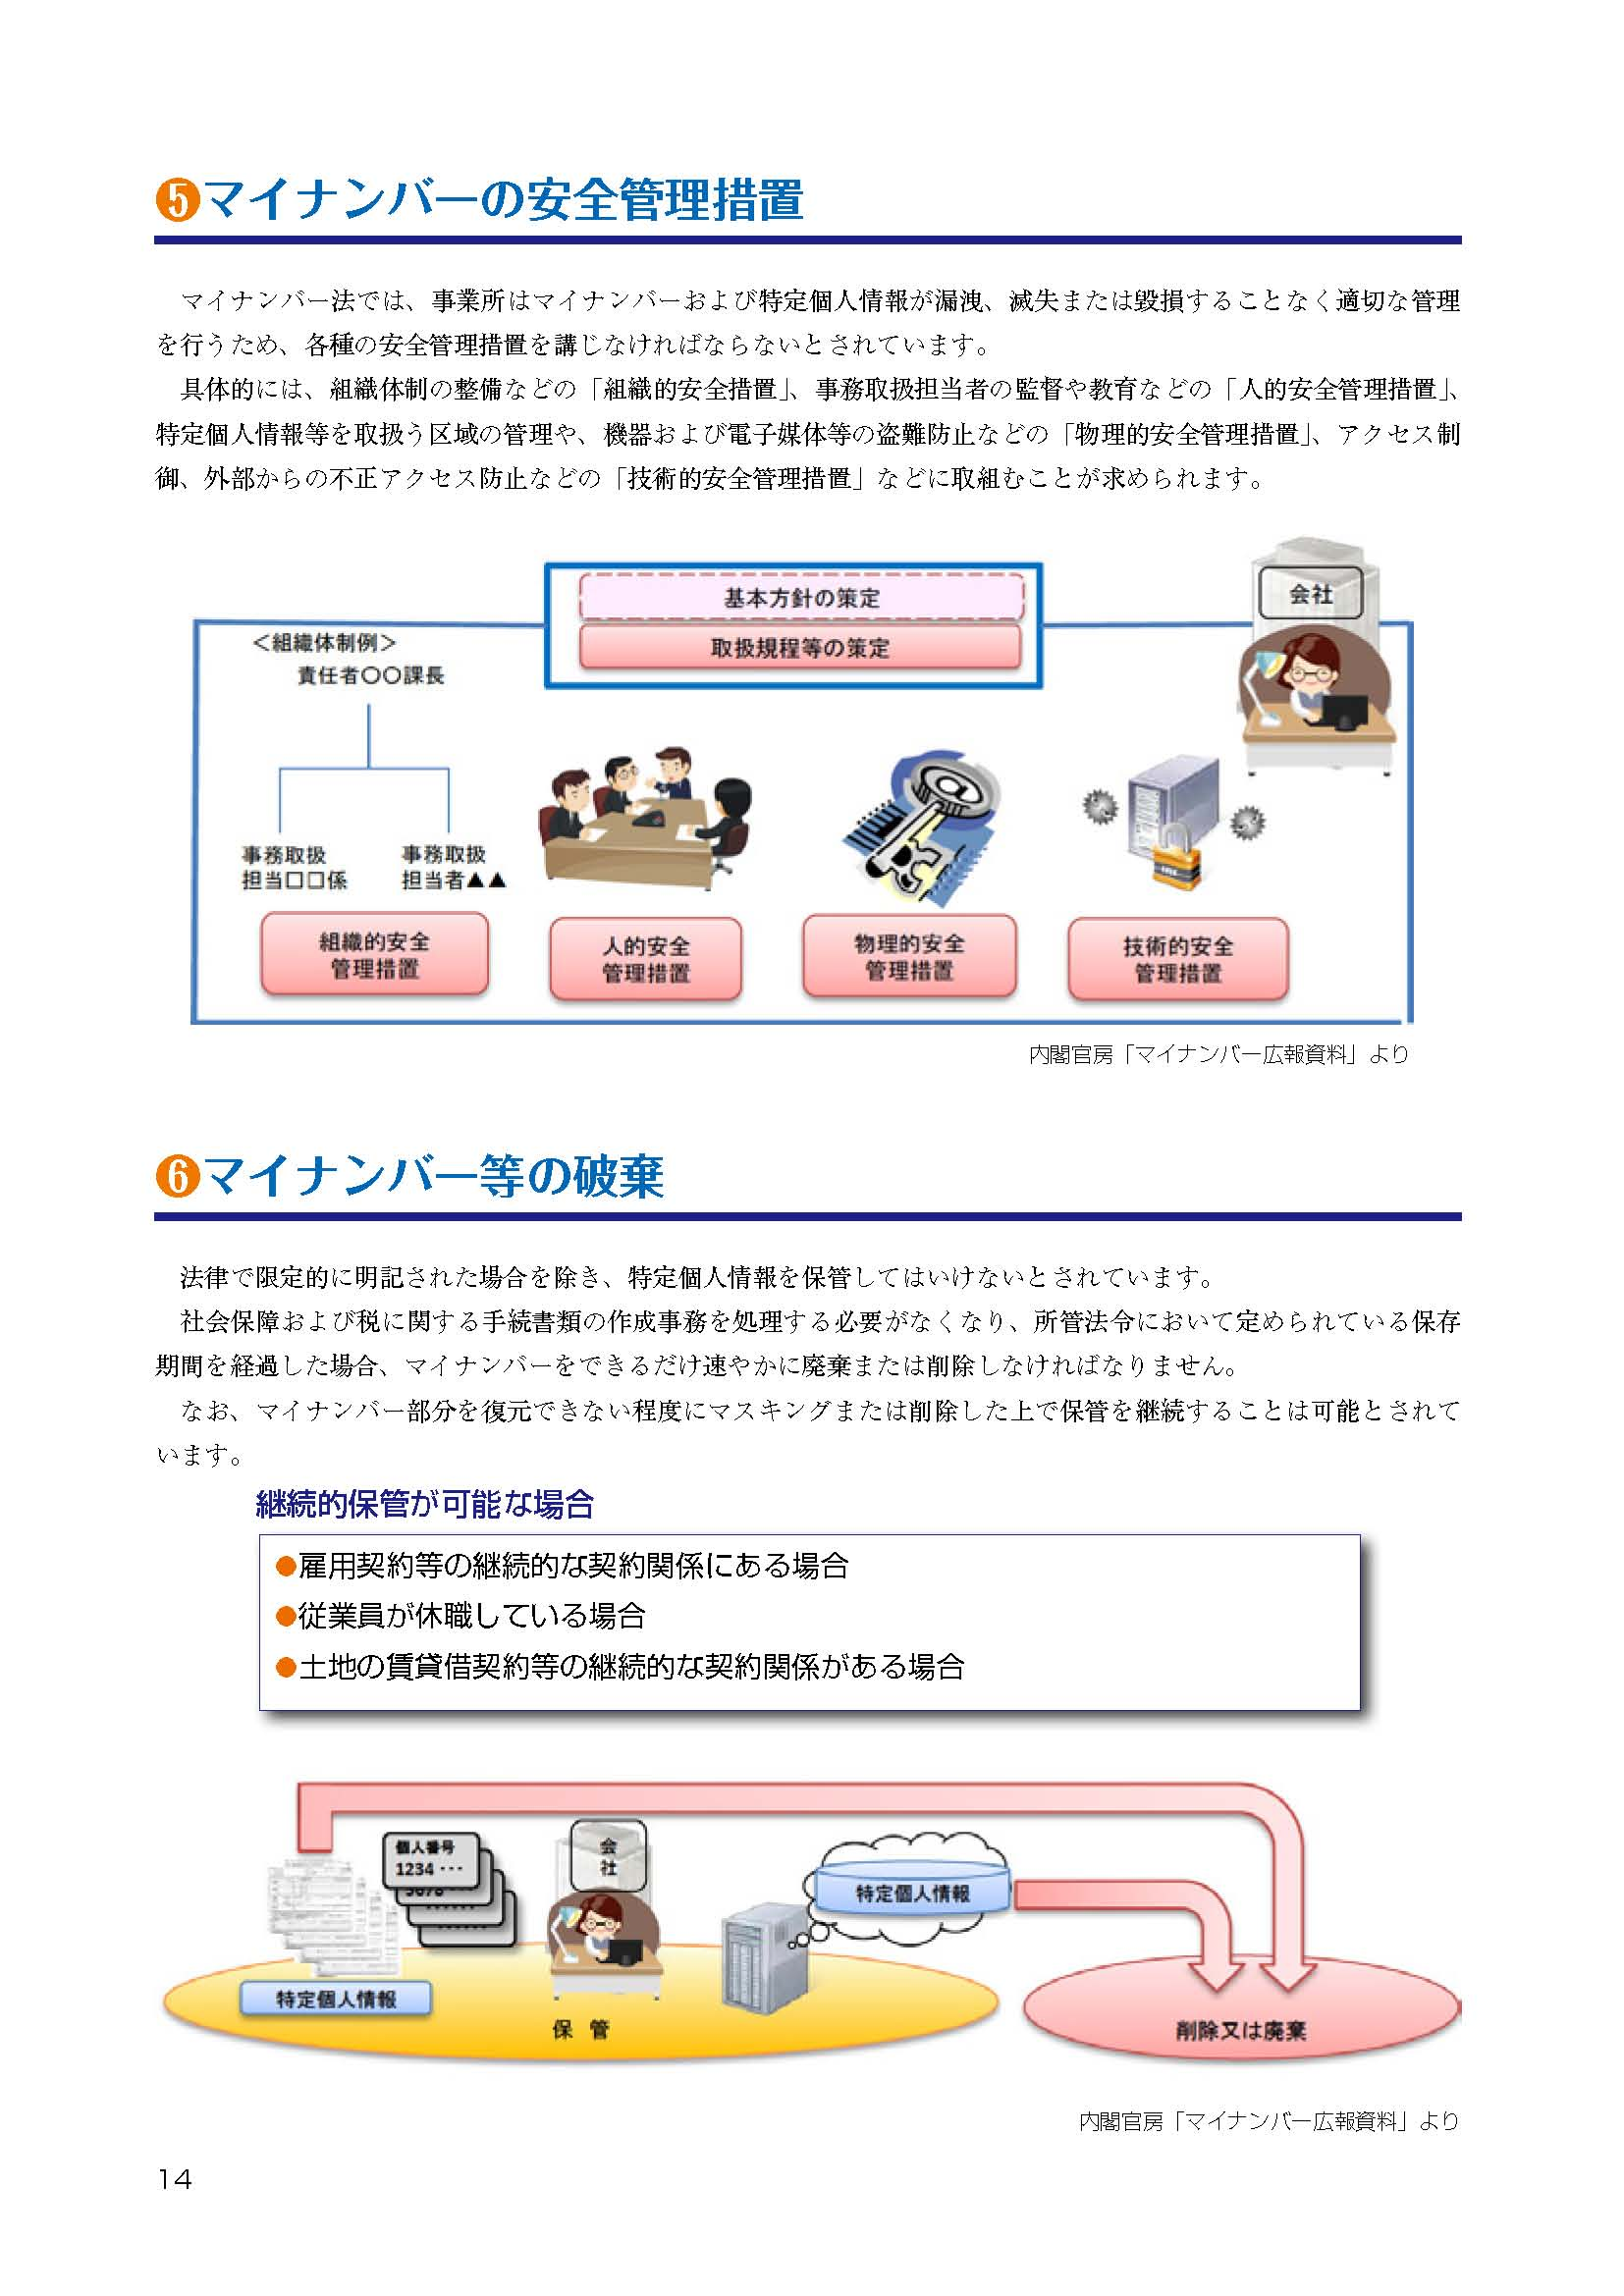 ❺マイナンバーの安全管理措置
マイナンバー法では、事業所はマイナンバーおよび特定個人情報が漏洩、滅失または毀損することなく適切な管理
を行うため、各種の安全管理措置を講じなければならないとされています。
具体的には、組織体制の整備などの「組織的安全措置」、事務取扱担当者の監督や教育などの「人的安全管理措置」、
特定個人情報等を取扱う区域の管理や、機器および電子媒体等の盗難防止などの「物理的安全管理措置」、アクセス制
御、外部からの不正アクセス防止などの「技術的安全管理措置」などに取組むことが求められます。
基本方針の策定
取扱規程等の策定
会社
＜組織体制例＞
責任者〇〇課長
事務取扱
担当□□係
事務取扱
担当者▲▲
組織的安全
管理措置
人的安全
管理措置
物理的安全
管理措置
技術的安全
管理措置
内閣官房「マイナンバー広報資料」より
❻マイナンバー等の破棄
法律で限定的に明記された場合を除き、特定個人情報を保管してはいけないとされています。
社会保障および税に関する手続書類の作成事務を処理する必要がなくなり、所管法令において定められている保存
期間を経過した場合、マイナンバーをできるだけ速やかに廃棄または削除しなければなりません。
なお、マイナンバー部分を復元できない程度にマスキングまたは削除した上で保管を継続することは可能とされて
います。
継続的保管が可能な場合
●雇用契約等の継続的な契約関係にある場合
●従業員が休職している場合
●土地の賃貸借契約等の継続的な契約関係がある場合
個人番号
1234 ･･･
5678
会
社
特定個人情報
特定個人情報
保 管
削除又は廃棄
内閣官房「マイナンバー広報資料」より
14